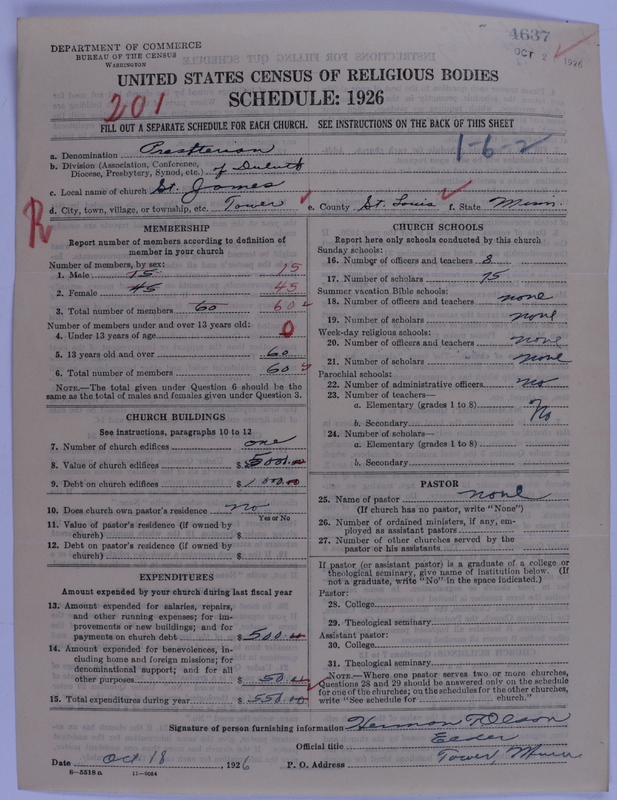 4637
OCT 2 1926
DEPARTMENT OF COMMERCE
BUREAU OF THE CENSUS
WASHINGTON
UNITED STATES CENSUS OF RELIGIOUS BODIES
SCHEDULE: 1926
201
FILL OUT A SEPARATE SCHEDULE FOR EACH CHURCH. SEE INSTRUCTIONS ON THE BACK OF THIS SHEET
1-6-2
a. Denomination Presbterian
b. Division (Association, Conference, Diocese, Presbytery, Synod, etc.) of Duluth
c. Local name of church St. James
d. City, town, village, or township, etc. Tower e. County St. Louis f. State Minn.
R
MEMBERSHIP
Report number of members according to definition of
member in your church
Number of members, by sex:
1. Male 15 15
2. Female 45 45
3. Total number of members 60 60
Number of members under and over 13 years old:
4. Under 13 years of age 0
5. 13 years old and over 60
6. Total number of members 60
NOTE.—The total given under Question 6 should be
same as the total of males and females given under Question 3.
CHURCH BUILDINGS
See instructions, paragraphs 10 to 12
7. Number of church edifices one
8. Value of church edifices $ 5000.00
9. Debt on church edifices $ 1000.00
10. Does church own pastor's residence no
Yes or No
11. Value of pastor's residence (if owned by
church) $
12. Debt on pastor's residence (if owned by
church) $
EXPENDITURES
Amount expended by your church during last fiscal year
13. Amount expended for salaries, repairs,
and other running expenses; for im-
provements or new buildings; and for
payments on church debt $ 500.00
14. Amount expended for benevolences, in-
cluding home and foreign missions; for
denominational support; and for all
other purposes $ 50.00
15. Total expenditures during year $ 550.00
CHURCH SCHOOLS
Report here only schools conducted by this church
Sunday schools:
16. Number of officers and teachers 8
17. Number of scholars 75
Summer vacation Bible schools:
18. Number of officers and teachers none
19. Number of scholars none
Week-day religious schools:
20. Number of officers and teachers none
21. Number of scholars none
Parochial schools:
22. Number of administrative officers no
23. Number of teachers—
a. Elementary (grades 1 to 8) No
b. Secondary
24. Number of scholars—
a. Elementary (grades 1 to 8)
b. Secondary
PASTOR
25. Name of pastor none
(If church has no pastor, write "None")
26. Number of ordained ministers, if any, em-
ployed as assistant pastors
27. Number of other churches served by the
pastor or his assistants
If pastor (or assistant pastor) is a graduate of a college or
theological seminary, give name of institution below. (If
not a graduate, write "No" in the space indicated.)
Pastor:
28. College
29. Theological seminary
Assistant pastor:
30. College
31. Theological seminary
NOTE.—Where one pastor serves two or more churches,
Questions 28 and 29 should be answered only on the schedule
for one of the churches; on the schedules for the other churches,
write "See schedule for church."
Signature of person furnishing information Herman T Olson
Official title Elder
Date Oct 18, 1926 P. O. Address Tower, Minn
8-5518a 11-9064